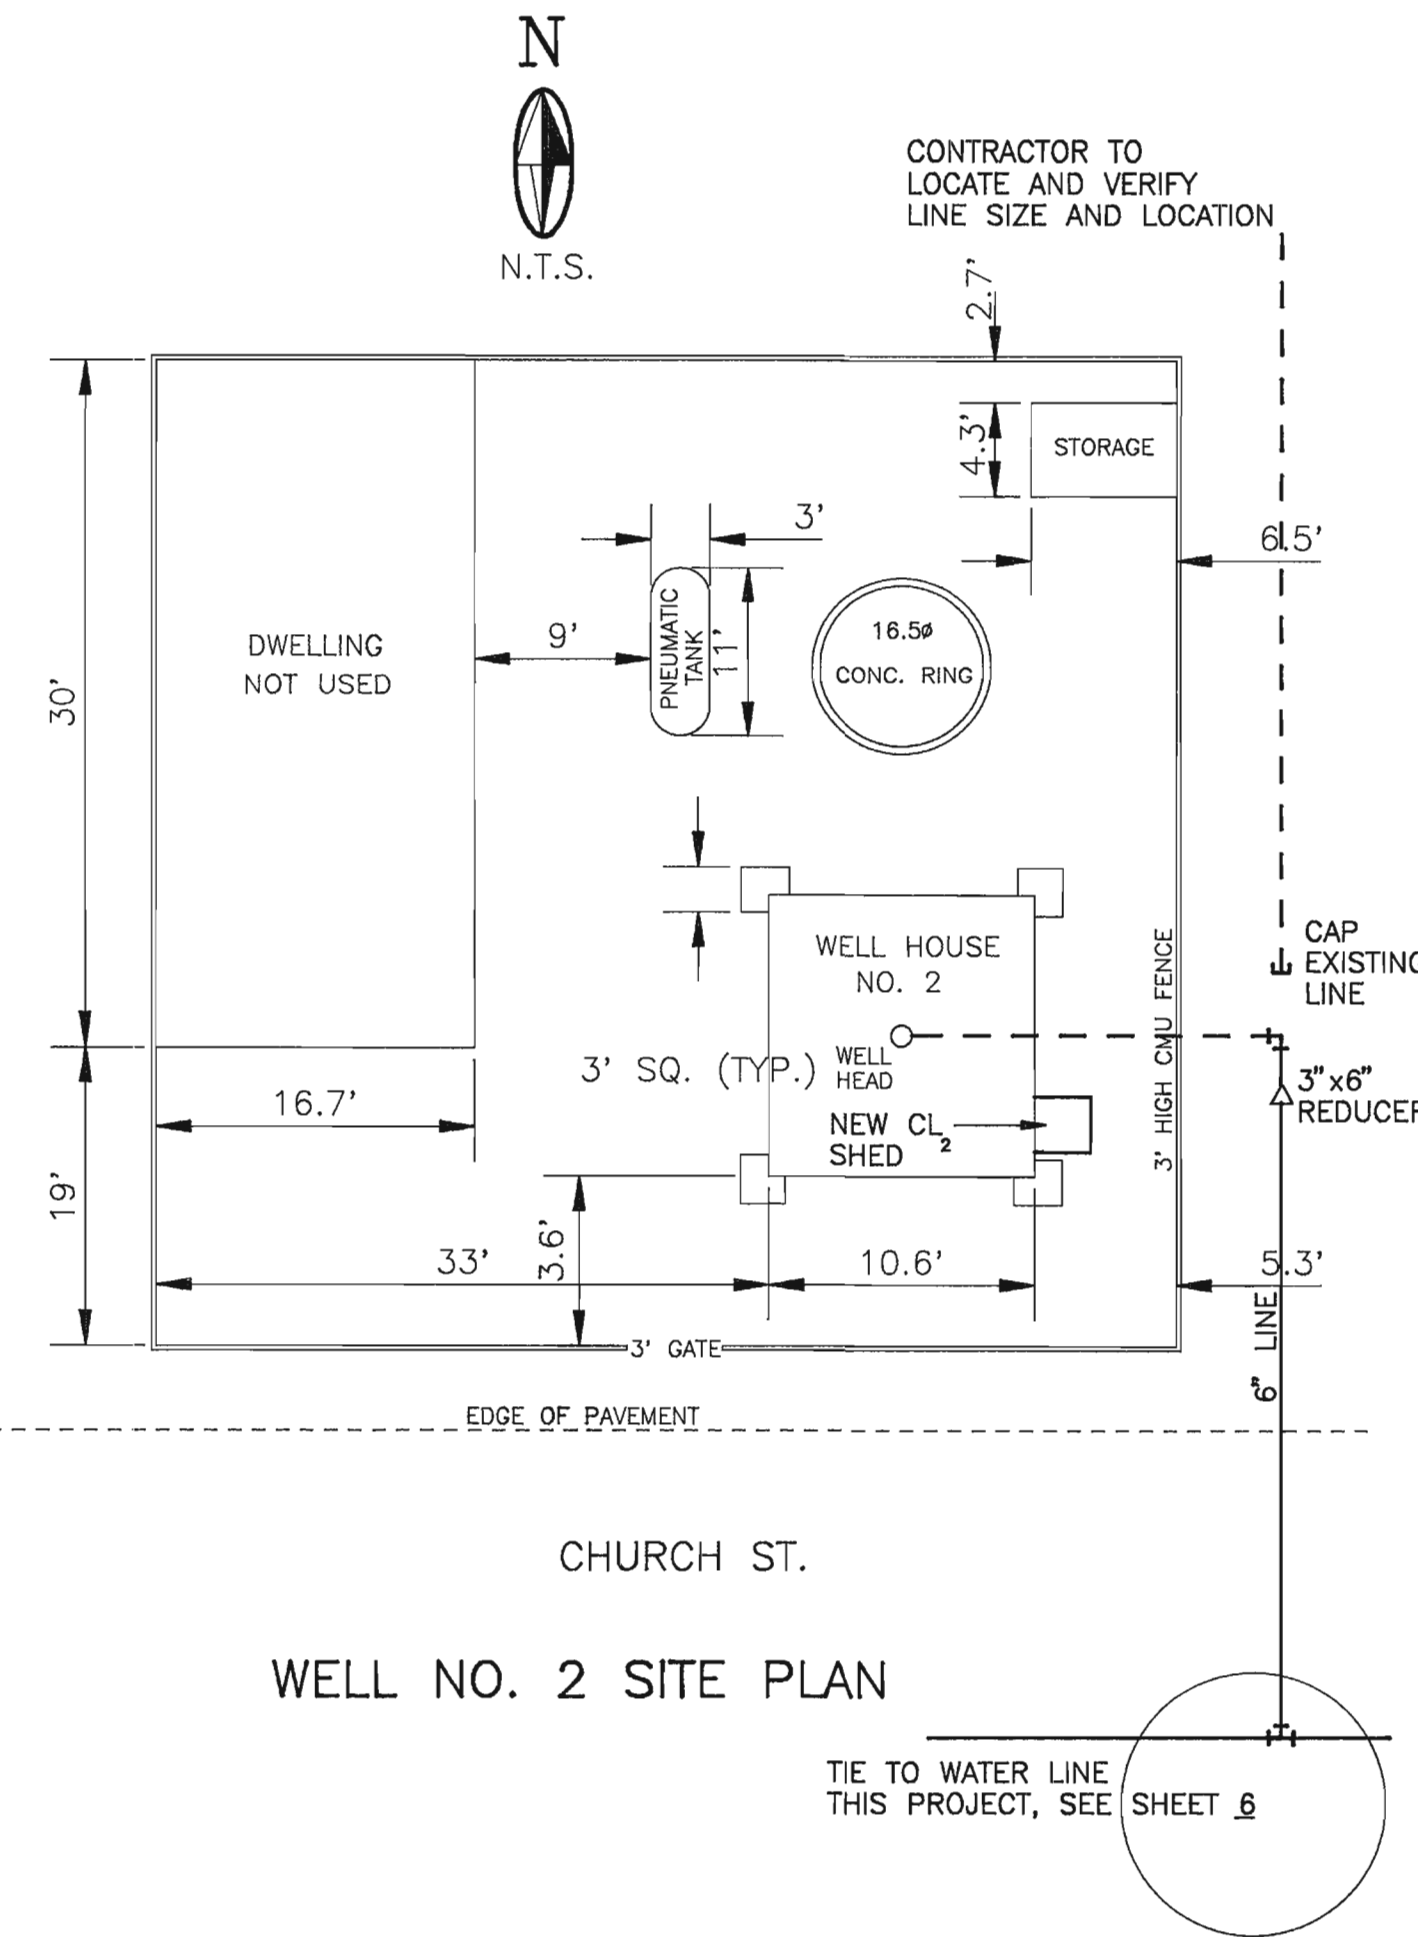 N
N.T.S.
CONTRACTOR TO
LOCATE AND VERIFY
LINE SIZE AND LOCATION
2.7'
4.3'
STORAGE
3'
6.5'
DWELLING
NOT USED
9'
PNEUMATIC
TANK
11'
16.5ø
CONC. RING
30'
WELL HOUSE
NO. 2
CAP
EXISTING
LINE
3' HIGH CMU FENCE
3' SQ. (TYP.)
WELL
HEAD
3"x6"
REDUCER
16.7'
NEW CL2
SHED
19'
33'
3.6'
10.6'
5.3'
6" LINE
3' GATE
EDGE OF PAVEMENT
CHURCH ST.
WELL NO. 2 SITE PLAN
TIE TO WATER LINE
THIS PROJECT, SEE SHEET 6